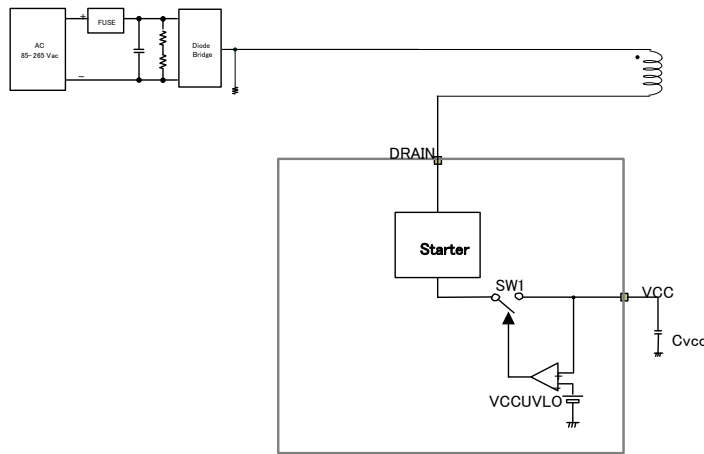 AC
85-265 Vac
+
-
FUSE
Diode
Bridge
DRAIN
Starter
SW1
VCC
Cvcc
+
-
VCCUVLO